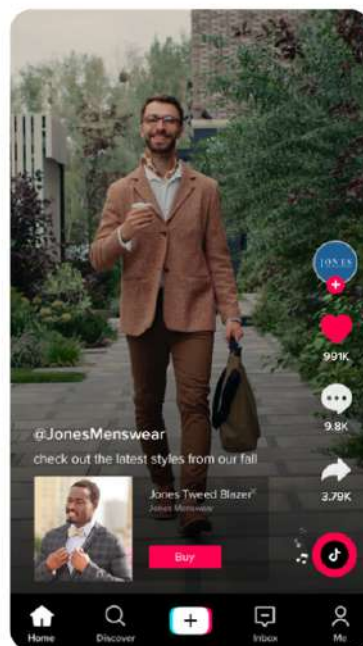 JONES
991K
9.8K
3.79K
@JonesMenswear
check out the latest styles from our fall
Jones Tweed Blazer
Jones Menswear
Buy
Home
Discover
Inbox
Me